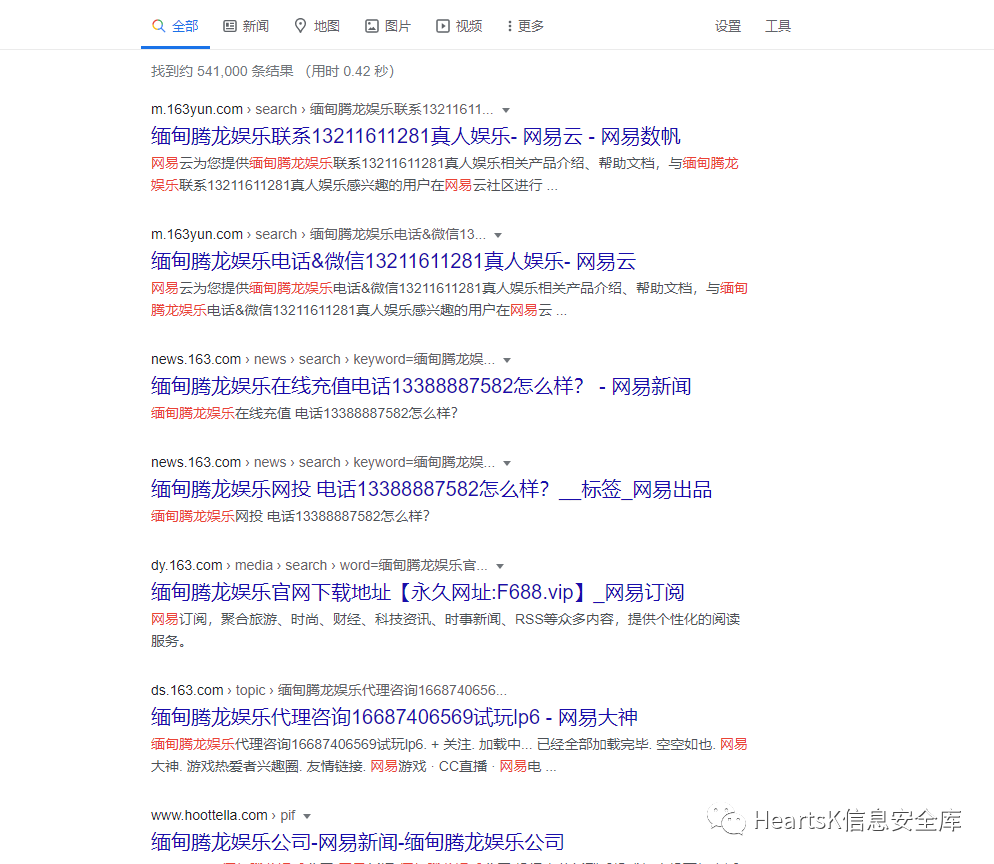 全部 新闻 地图 图片 视频 更多 设置 工具
找到约 541,000 条结果 （用时 0.42 秒）
m.163yun.com › search › 缅甸腾龙娱乐联系13211611...
缅甸腾龙娱乐联系13211611281真人娱乐- 网易云 - 网易数帆
网易云为您提供缅甸腾龙娱乐联系13211611281真人娱乐相关产品介绍、帮助文档，与缅甸腾龙
娱乐联系13211611281真人娱乐感兴趣的用户在网易云社区进行 ...
m.163yun.com › search › 缅甸腾龙娱乐电话&微信13...
缅甸腾龙娱乐电话&微信13211611281真人娱乐- 网易云
网易云为您提供缅甸腾龙娱乐电话&微信13211611281真人娱乐相关产品介绍、帮助文档，与缅甸
腾龙娱乐电话&微信13211611281真人娱乐感兴趣的用户在网易云 ...
news.163.com › news › search › keyword=缅甸腾龙娱...
缅甸腾龙娱乐在线充值电话13388887582怎么样？ - 网易新闻
缅甸腾龙娱乐在线充值 电话13388887582怎么样?
news.163.com › news › search › keyword=缅甸腾龙娱...
缅甸腾龙娱乐网投 电话13388887582怎么样？__标签_网易出品
缅甸腾龙娱乐网投 电话13388887582怎么样?
dy.163.com › media › search › word=缅甸腾龙娱乐官...
缅甸腾龙娱乐官网下载地址【永久网址:F688.vip】_网易订阅
网易订阅，聚合旅游、时尚、财经、科技资讯、时事新闻、RSS等众多内容，提供个性化的阅读
服务。
ds.163.com › topic › 缅甸腾龙娱乐代理咨询1668740656...
缅甸腾龙娱乐代理咨询16687406569试玩lp6 - 网易大神
缅甸腾龙娱乐代理咨询16687406569试玩lp6. + 关注. 加载中... 已经全部加载完毕. 空空如也. 网易
大神. 游戏热爱者兴趣圈. 友情链接. 网易游戏 · CC直播 · 网易电 ...
www.hoottella.com › pif
缅甸腾龙娱乐公司-网易新闻-缅甸腾龙娱乐公司
HeartsK信息安全库